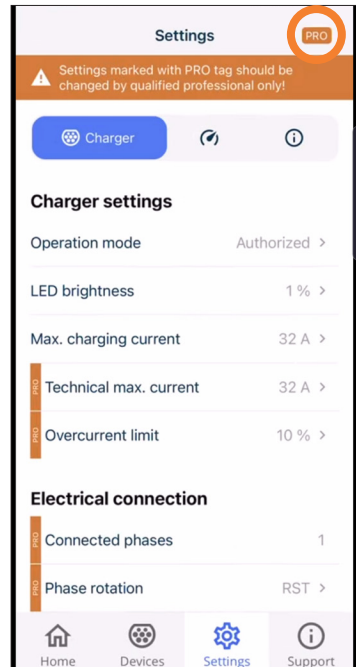 Settings
PRO
Settings marked with PRO tag should be
changed by qualified professional only!
Charger
Charger settings
Operation mode Authorized >
LED brightness 1 % >
Max. charging current 32 A >
PRO Technical max. current 32 A >
PRO Overcurrent limit 10 % >
Electrical connection
PRO Connected phases 1
PRO Phase rotation RST >
Home Devices Settings Support